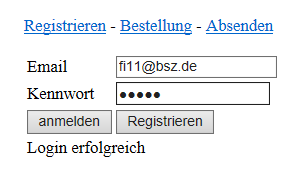 Registrieren - Bestellung - Absenden
Email fi11@bsz.de
Kennwort ●●●●●
anmelden Registrieren
Login erfolgreich